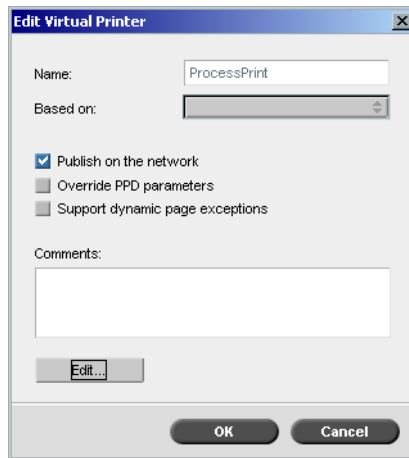 Edit Virtual Printer
Name:
ProcessPrint
Based on:
Publish on the network
Override PPD parameters
Support dynamic page exceptions
Comments:
Edit...
OK
Cancel